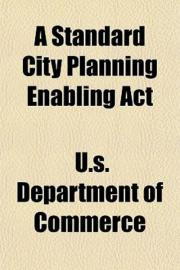 A Standard
City Planning
Enabling Act
U.s.
Department of
Commerce